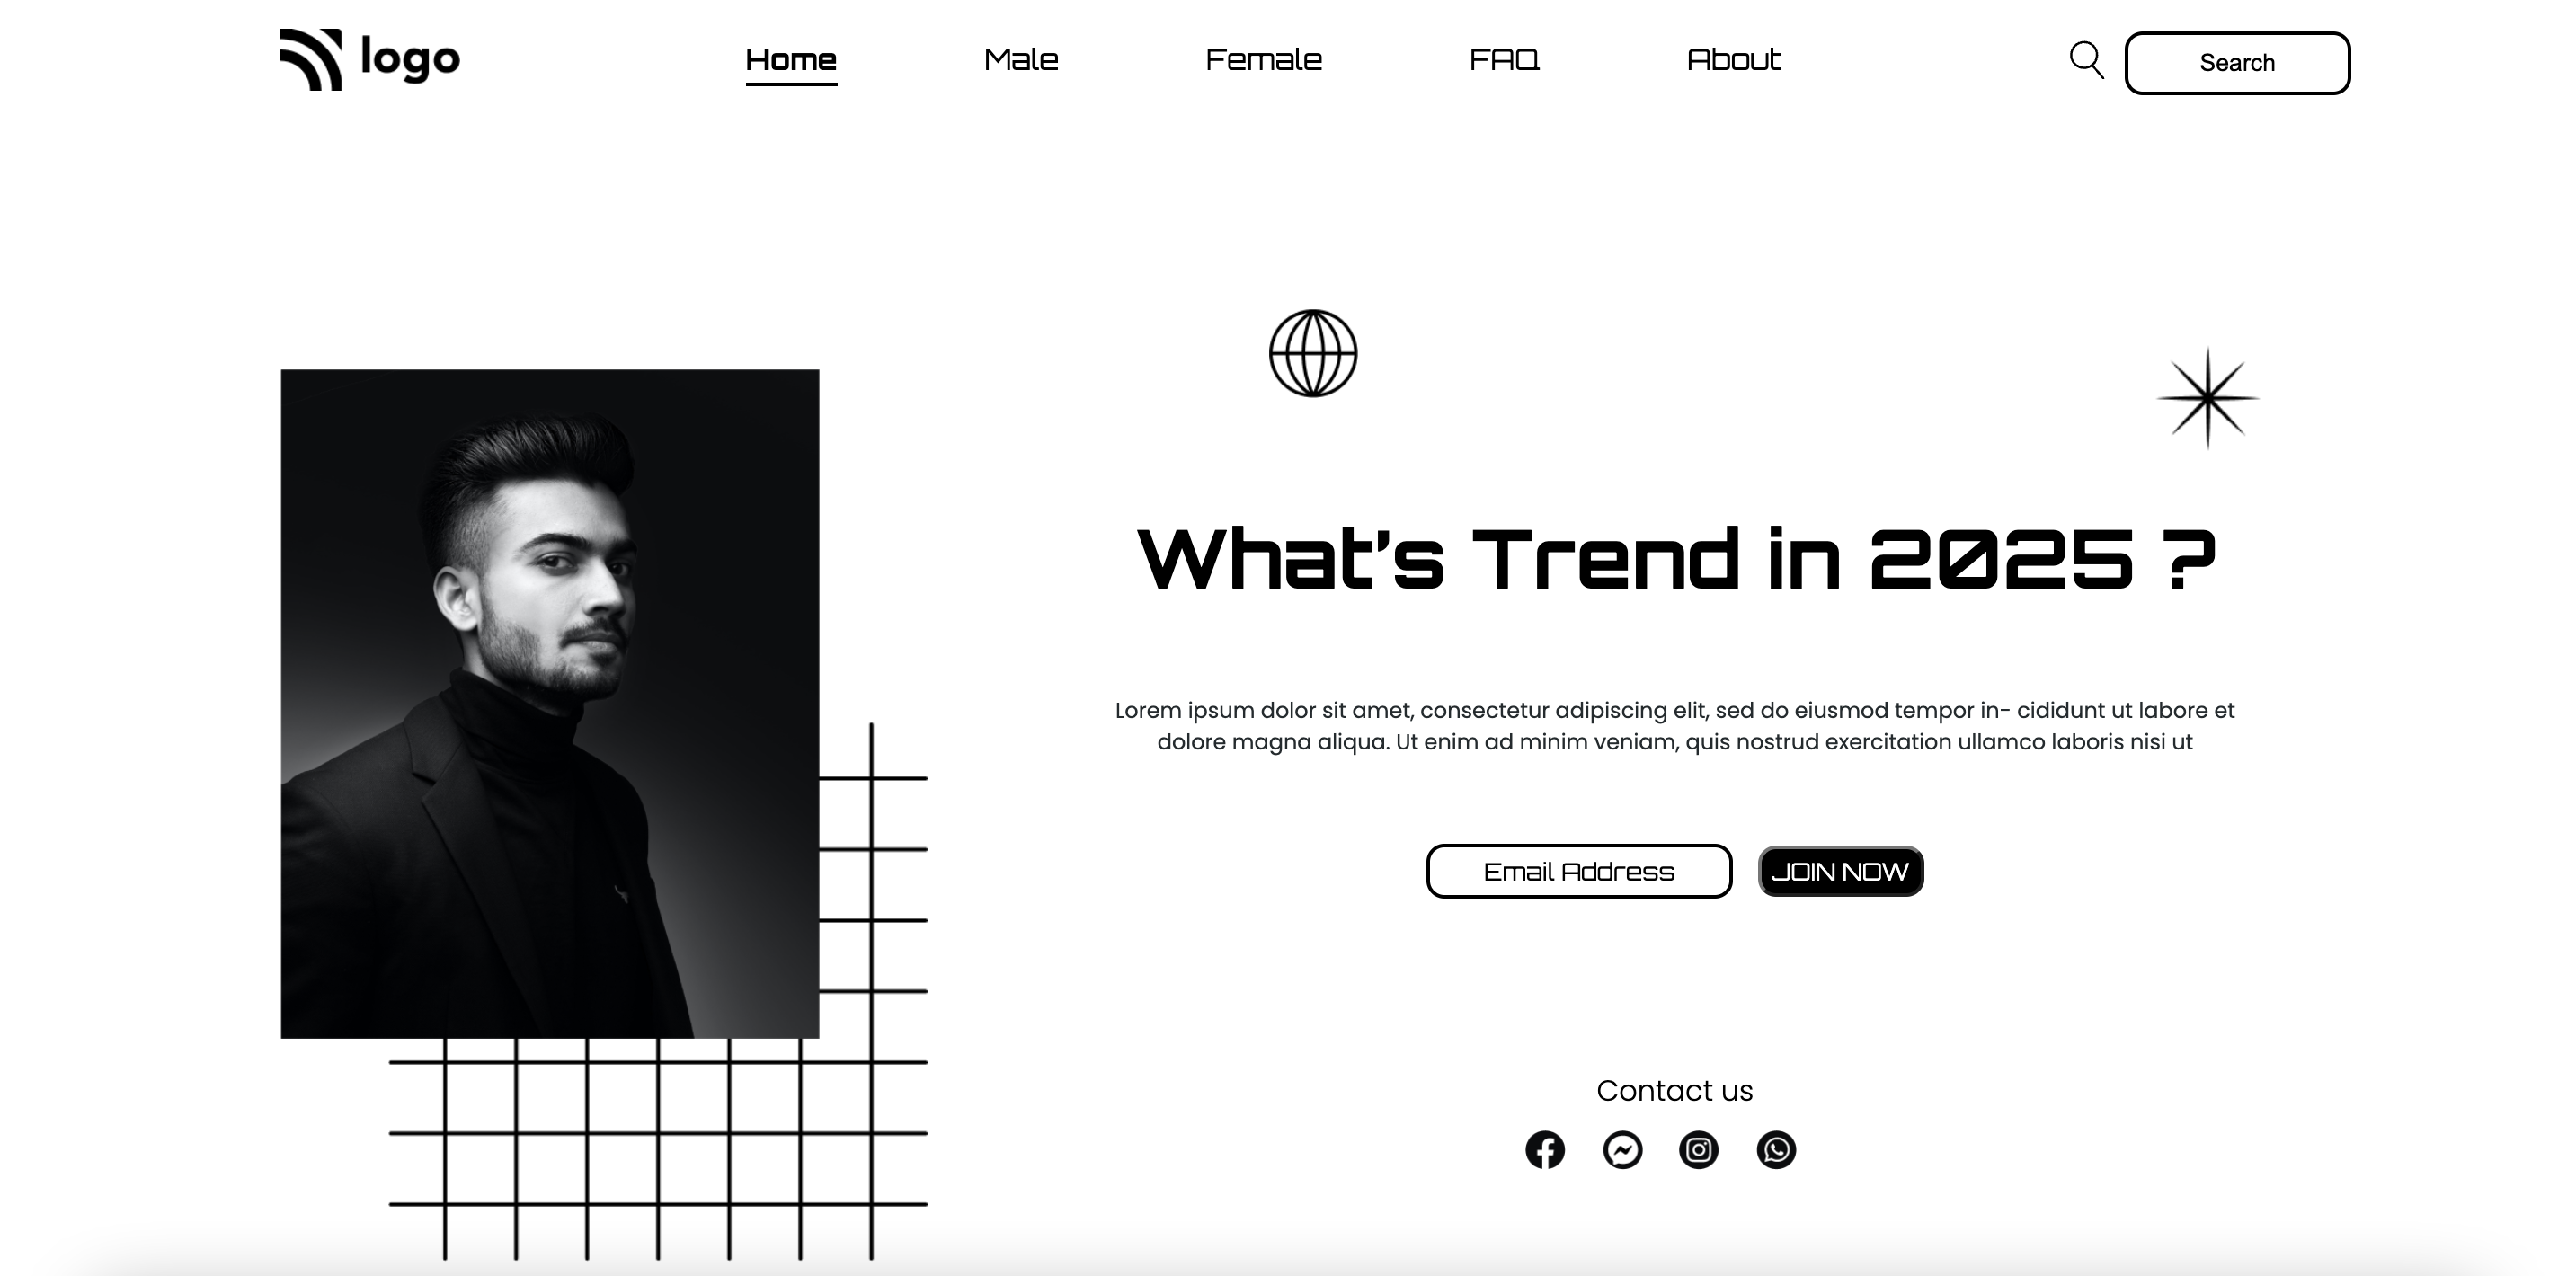 logo
Home
Male
Female
FAQ
About
Search
What's Trend in 2025 ?
Lorem ipsum dolor sit amet, consectetur adipiscing elit, sed do eiusmod tempor in- cididunt ut labore et
dolore magna aliqua. Ut enim ad minim veniam, quis nostrud exercitation ullamco laboris nisi ut
Email Address
JOIN NOW
Contact us